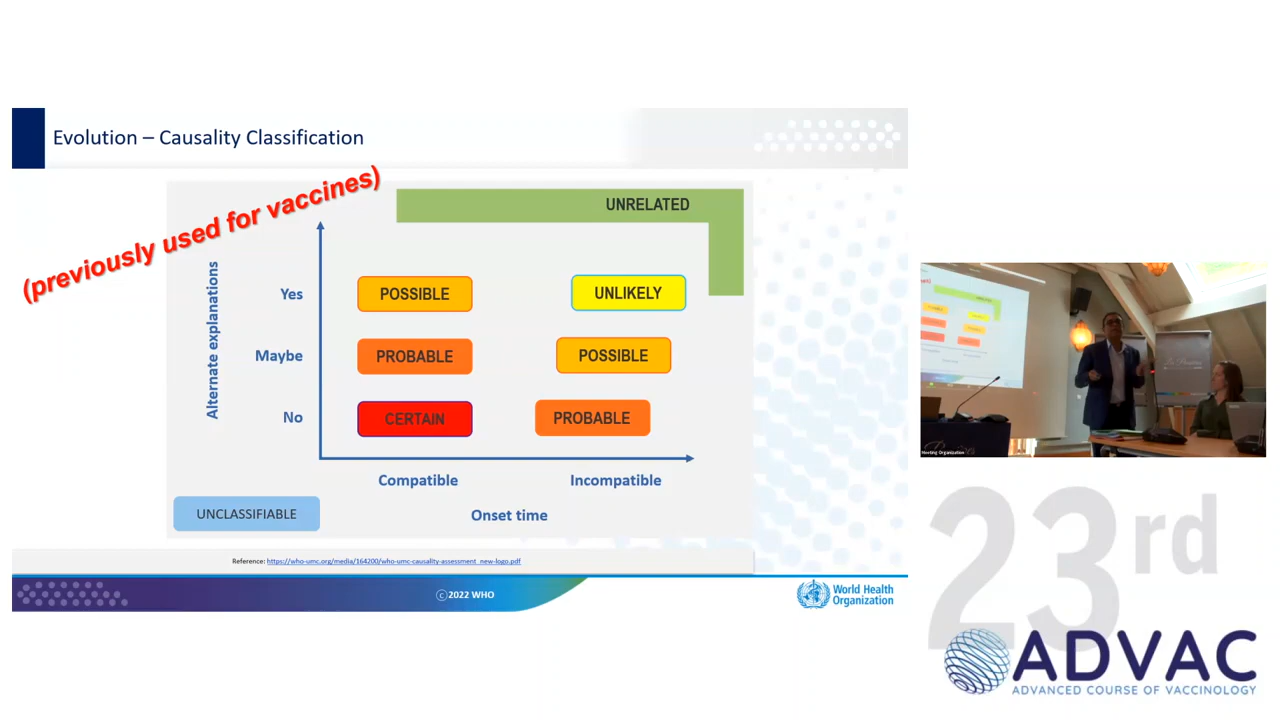 Evolution – Causality Classification
(previously used for vaccines)
UNRELATED
Alternate explanations
Yes
POSSIBLE
UNLIKELY
Maybe
PROBABLE
POSSIBLE
No
CERTAIN
PROBABLE
Compatible
Incompatible
UNCLASSIFIABLE
Onset time
Reference: https://who-umc.org/media/164200/who-umc-causality-assessment_new-logo.pdf
©2022 WHO
World Health
Organization
Meeting Organization
23rd
ADVAC
ADVANCED COURSE OF VACCINOLOGY